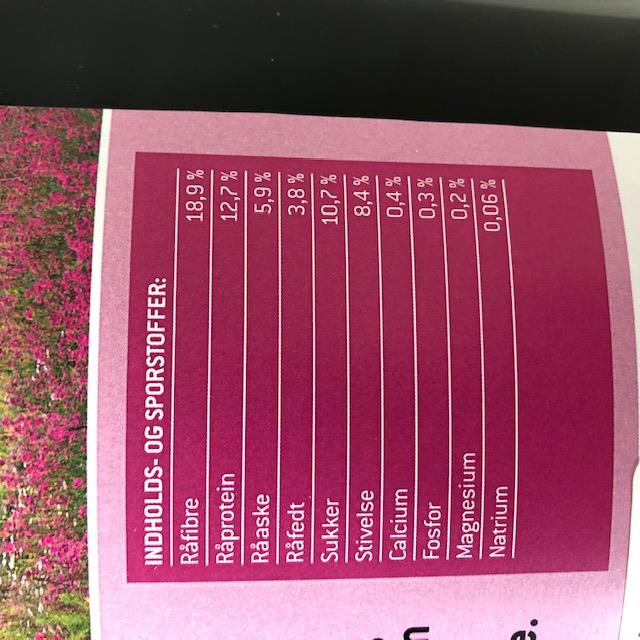 INDHOLDS- OG SPORSTOFFER:
Råfibre 18,9 %
Råprotein 12,7 %
Råaske 5,9 %
Råfedt 3,8 %
Sukker 10,7 %
Stivelse 8,4 %
Calcium 0,4 %
Fosfor 0,3 %
Magnesium 0,2 %
Natrium 0,06 %